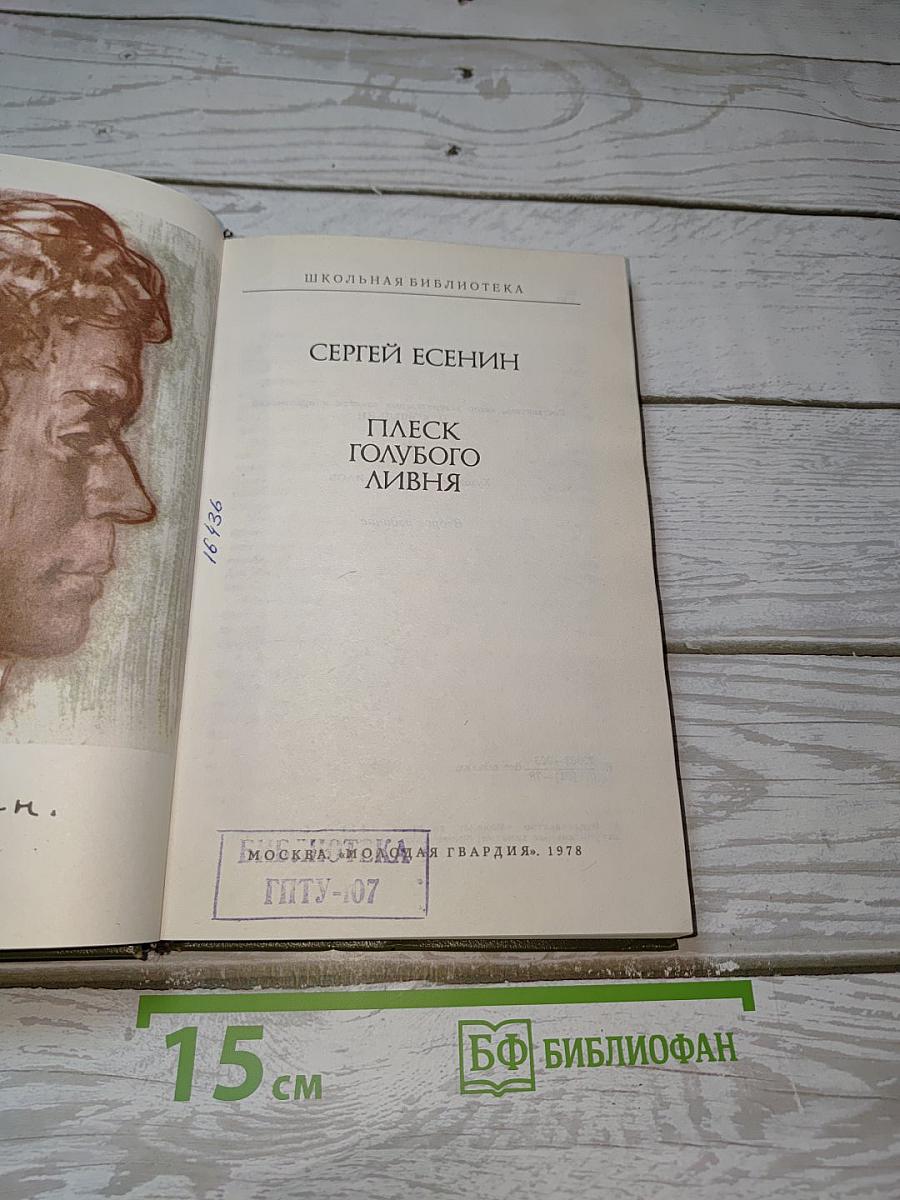 ШКОЛЬНАЯ БИБЛИОТЕКА
СЕРГЕЙ ЕСЕНИН
ПЛЕСК
ГОЛУБОГО
ЛИВНЯ
16436
БИБЛИОТЕКА
МОСКВА. «МОЛОДАЯ ГВАРДИЯ». 1978
ГПТУ-107
н.
15 см
БФ БИБЛИОФАН